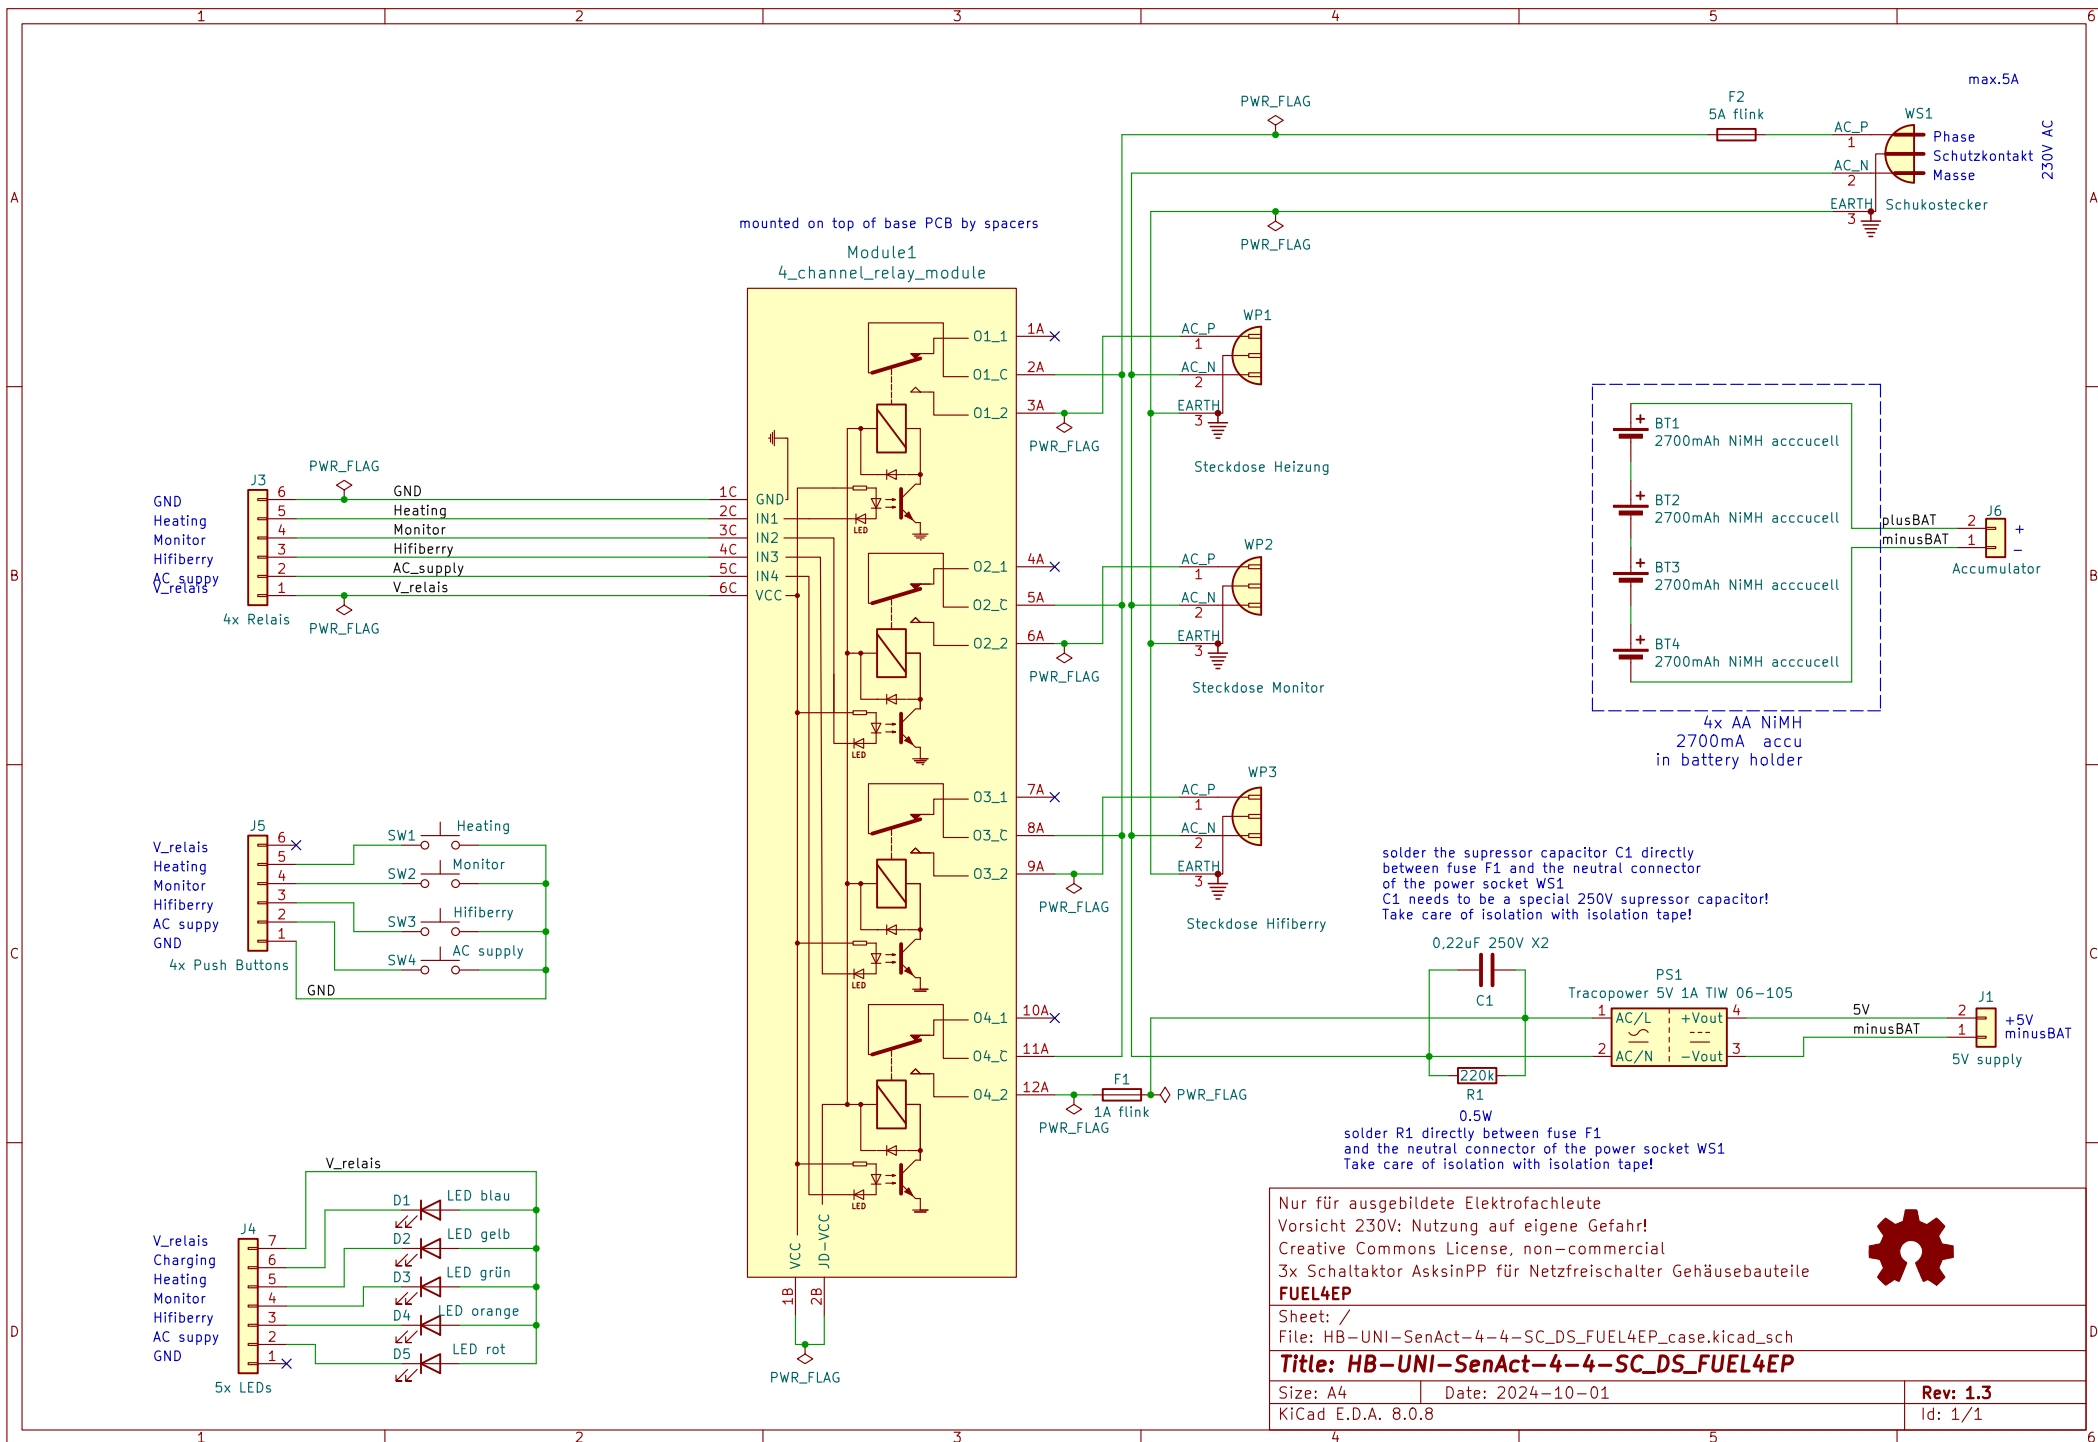 1 2 3 4 5 6
A
B
C
D
A
B
C
D
1 2 3 4 5 6
max.5A
PWR_FLAG
F2
5A flink
WS1
AC_P
1
Phase
Schutzkontakt
AC_N
2
Masse
230V AC
EARTH
3
Schukostecker
PWR_FLAG
mounted on top of base PCB by spacers
Module1
4_channel_relay_module
O1_1 1A
O1_C 2A
O1_2 3A
PWR_FLAG
WP1
AC_P
1
AC_N
2
EARTH
3
Steckdose Heizung
O2_1 4A
O2_C 5A
O2_2 6A
PWR_FLAG
WP2
AC_P
1
AC_N
2
EARTH
3
Steckdose Monitor
O3_1 7A
O3_C 8A
O3_2 9A
PWR_FLAG
WP3
AC_P
1
AC_N
2
EARTH
3
Steckdose Hifiberry
O4_1 10A
O4_C 11A
O4_2 12A
PWR_FLAG
F1
1A flink
PWR_FLAG
LED
LED
LED
LED
1C GND
2C IN1
3C IN2
4C IN3
5C IN4
6C VCC
VCC
JD-VCC
1B
2B
PWR_FLAG
PWR_FLAG
J3
GND 6 GND
Heating 5 Heating
Monitor 4 Monitor
Hifiberry 3 Hifiberry
AC suppy 2 AC_supply
V_relais 1 V_relais
4x Relais
PWR_FLAG
J5
V_relais 6
Heating 5
Monitor 4
Hifiberry 3
AC suppy 2
GND 1
4x Push Buttons
GND
SW1 Heating
SW2 Monitor
SW3 Hifiberry
SW4 AC supply
V_relais
J4
V_relais 7
Charging 6
Heating 5
Monitor 4
Hifiberry 3
AC suppy 2
GND 1
5x LEDs
D1 LED blau
D2 LED gelb
D3 LED grün
D4 LED orange
D5 LED rot
+ BT1
2700mAh NiMH acccucell
+ BT2
2700mAh NiMH acccucell
+ BT3
2700mAh NiMH acccucell
+ BT4
2700mAh NiMH acccucell
4x AA NiMH
2700mA accu
in battery holder
J6
plusBAT 2 +
minusBAT 1 -
Accumulator
solder the supressor capacitor C1 directly
between fuse F1 and the neutral connector
of the power socket WS1
C1 needs to be a special 250V supressor capacitor!
Take care of isolation with isolation tape!
0,22uF 250V X2
C1
PS1
Tracopower 5V 1A TIW 06-105
1 AC/L +Vout 4
2 AC/N -Vout 3
J1
5V 2 +5V
minusBAT 1 minusBAT
5V supply
220k
R1
0.5W
solder R1 directly between fuse F1
and the neutral connector of the power socket WS1
Take care of isolation with isolation tape!
Nur für ausgebildete Elektrofachleute
Vorsicht 230V: Nutzung auf eigene Gefahr!
Creative Commons License, non-commercial
3x Schaltaktor AsksinPP für Netzfreischalter Gehäusebauteile
FUEL4EP
Sheet: /
File: HB-UNI-SenAct-4-4-SC_DS_FUEL4EP_case.kicad_sch
Title: HB-UNI-SenAct-4-4-SC_DS_FUEL4EP
Size: A4 Date: 2024-10-01 Rev: 1.3
KiCad E.D.A. 8.0.8 Id: 1/1